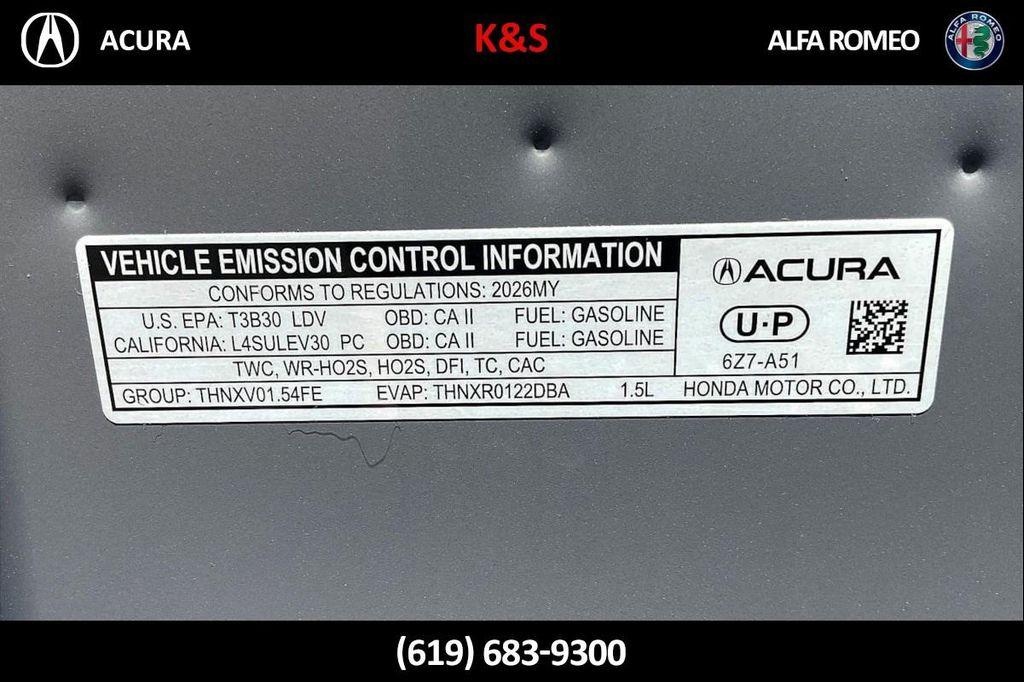 ACURA
K&S
ALFA ROMEO
ALFA ROMEO
VEHICLE EMISSION CONTROL INFORMATION
CONFORMS TO REGULATIONS: 2026MY
U.S. EPA: T3B30 LDV OBD: CA II FUEL: GASOLINE
CALIFORNIA: L4SULEV30 PC OBD: CA II FUEL: GASOLINE
TWC, WR-HO2S, HO2S, DFI, TC, CAC
GROUP: THNXV01.54FE EVAP: THNXR0122DBA 1.5L
ACURA
U·P
6Z7-A51
HONDA MOTOR CO., LTD.
(619) 683-9300